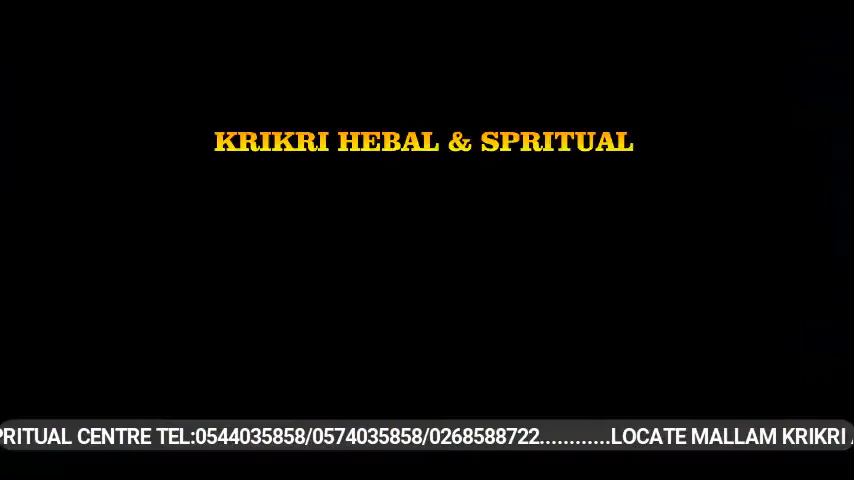 KRIKRI HEBAL & SPRITUAL
PRITUAL CENTRE TEL:0544035858/0574035858/0268588722............LOCATE MALLAM KRIKRI